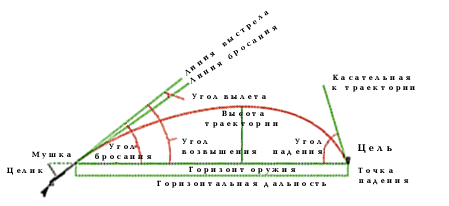 Линия выстрела
Линия бросания
Касательная
к траектории
Угол вылета
Высота
траектории
Угол
бросания
Угол
возвышения
Угол
падения
Цель
Мушка
Целик
Горизонт оружия
Точка
падения
Горизонтальная дальность